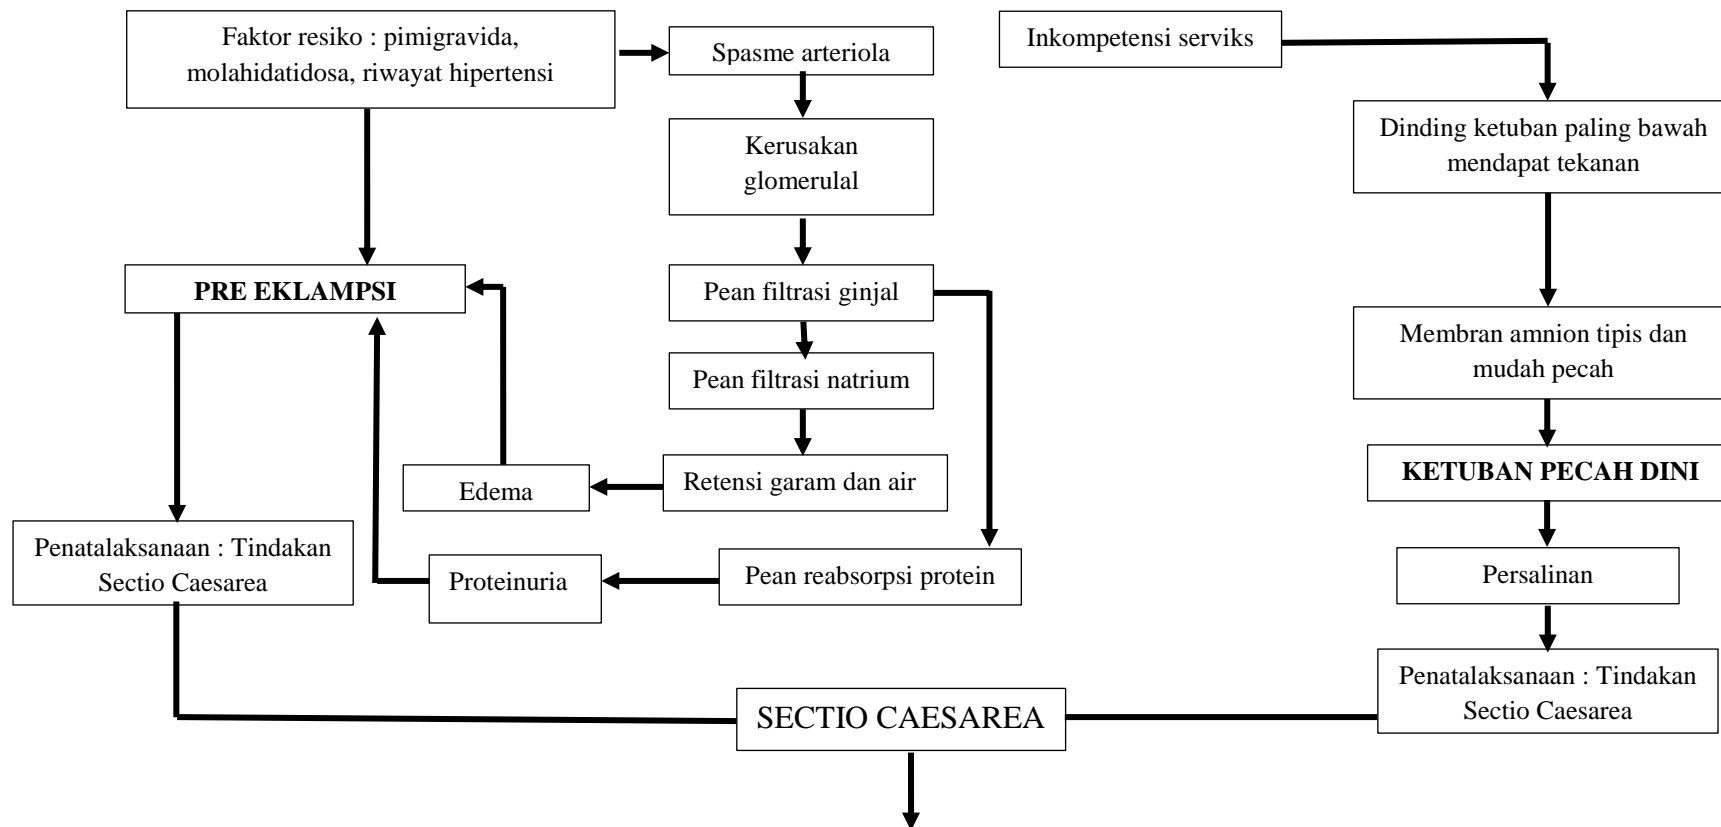 Faktor resiko : pimigravida,
molahidatidosa, riwayat hipertensi
Spasme arteriola
Inkompetensi serviks
Kerusakan
glomerulal
Dinding ketuban paling bawah
mendapat tekanan
PRE EKLAMPSI
Pean filtrasi ginjal
Membran amnion tipis dan
mudah pecah
Pean filtrasi natrium
Edema
Retensi garam dan air
KETUBAN PECAH DINI
Penatalaksanaan : Tindakan
Sectio Caesarea
Proteinuria
Pean reabsorpsi protein
Persalinan
Penatalaksanaan : Tindakan
Sectio Caesarea
SECTIO CAESAREA